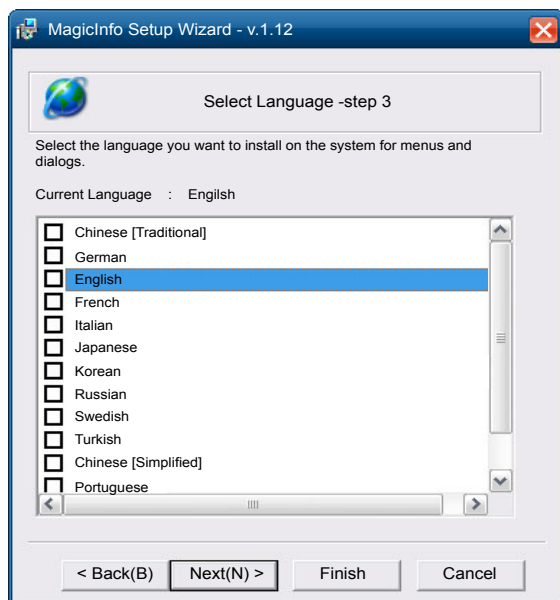 MagicInfo Setup Wizard - v.1.12
Select Language -step 3
Select the language you want to install on the system for menus and
dialogs.
Current Language : Engilsh
Chinese [Traditional]
German
English
French
Italian
Japanese
Korean
Russian
Swedish
Turkish
Chinese [Simplified]
Portuguese
< Back(B) Next(N) > Finish Cancel